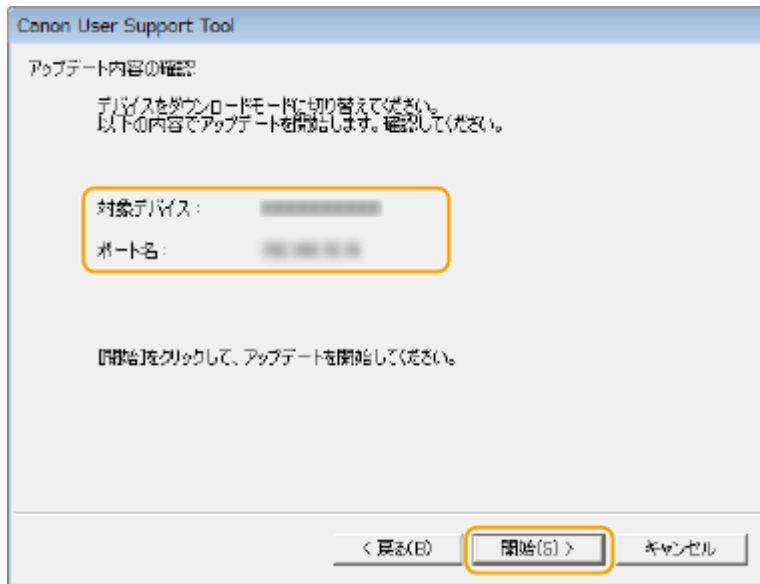 Canon User Support Tool
アップデート内容の確認
デバイスをダウンロードモードに切り替えてください。
以下の内容でアップデートを開始します。確認してください。
対象デバイス：
ポート名：
[開始]をクリックして、アップデートを開始してください。
< 戻る(B)
開始(S) >
キャンセル